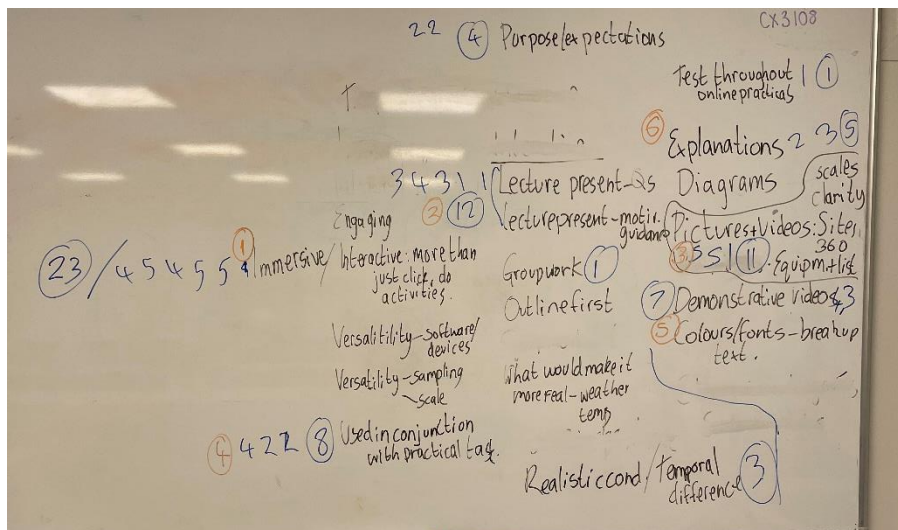 CX3108
22 4 Purpose/expectations
Test throughout 1 1
online practicals
6 Explanations 2 3 5
3 4 3 1 1 Lecture present-Qs
2 12 lecture present-motiv.
guidance
Diagrams
scales
clarity
Pictures+Videos: Sites
360
3 5 5 1 11 . Equipm+list
Engaging
23 / 4 5 4 5 5 1 Immersive/
Interactive: more than
just click, do
activities.
Groupwork 1
Outline first
7 Demonstrative videos 4, 3
5 Colours/fonts-breakup
text.
Versalitility-software/
devices
Versatility-sampling
scale
What would make it
more real-weather
temp
4 4 2 2 8 Used in conjunction
with practical task.
Realistic cond/Temporal 3
difference